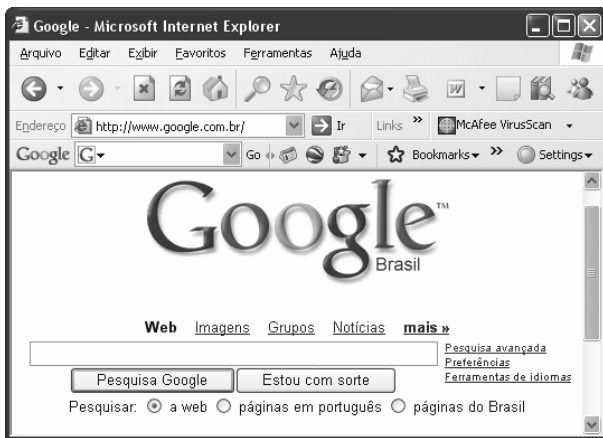 Google - Microsoft Internet Explorer
Arquivo Editar Exibir Favoritos Ferramentas Ajuda
Endereço http://www.google.com.br/ Ir Links » McAfee VirusScan
Google G Go Bookmarks » Settings
Google™
Brasil
Web Imagens Grupos Notícias mais »
Pesquisa avançada
Preferências
Ferramentas de idiomas
Pesquisa Google Estou com sorte
Pesquisar: a web páginas em português páginas do Brasil